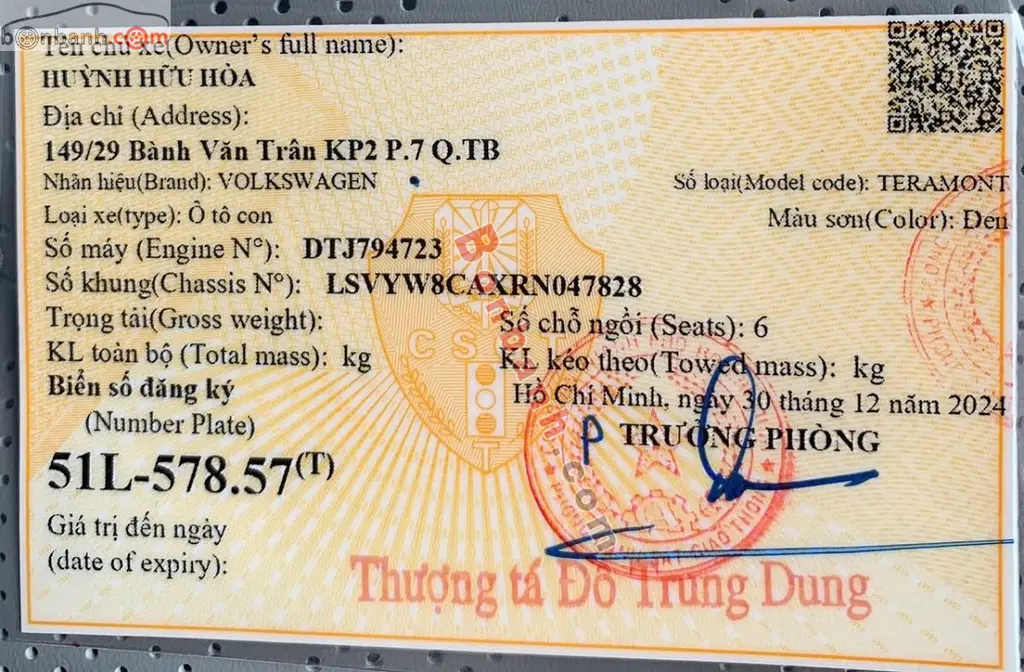 bonbanh.com
Tên chủ xe(Owner's full name):
HUỲNH HỮU HÒA
Địa chỉ (Address):
149/29 Bành Văn Trân KP2 P.7 Q.TB
Nhãn hiệu(Brand): VOLKSWAGEN
Số loại(Model code): TERAMONT
Loại xe(type): Ô tô con
Màu sơn(Color): Đen
Số máy (Engine N°): DTJ794723
Số khung(Chassis N°): LSVYW8CAXRN047828
Trọng tải(Gross weight):
Số chỗ ngồi (Seats): 6
KL toàn bộ (Total mass): kg
KL kéo theo(Towed mass): kg
CSGT
Biển số đăng ký
Hồ Chí Minh, ngày 30 tháng 12 năm 2024
(Number Plate)
P TRƯỞNG PHÒNG
51L-578.57(T)
Bonbanh.com
Giá trị đến ngày
(date of expiry):
Thượng tá Đỗ Trung Dung